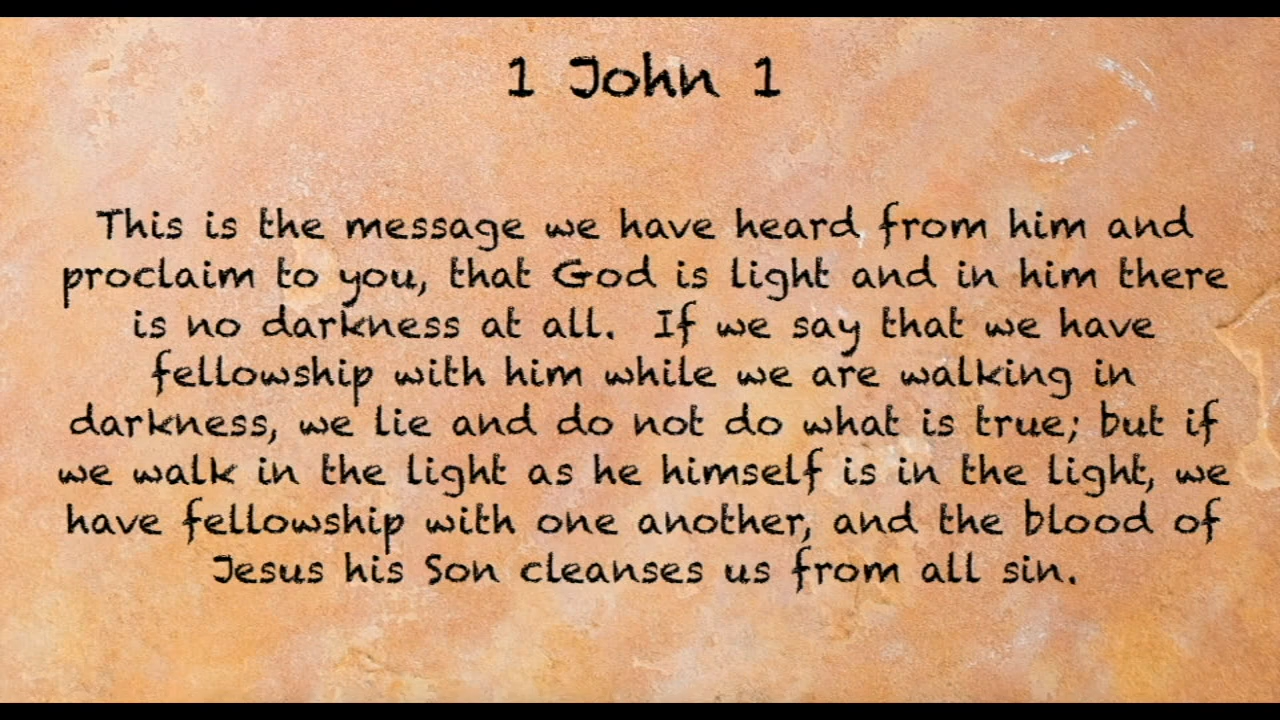 1 John 1
This is the message we have heard from him and
proclaim to you, that God is light and in him there
is no darkness at all. If we say that we have
fellowship with him while we are walking in
darkness, we lie and do not do what is true; but if
we walk in the light as he himself is in the light, we
have fellowship with one another, and the blood of
Jesus his Son cleanses us from all sin.